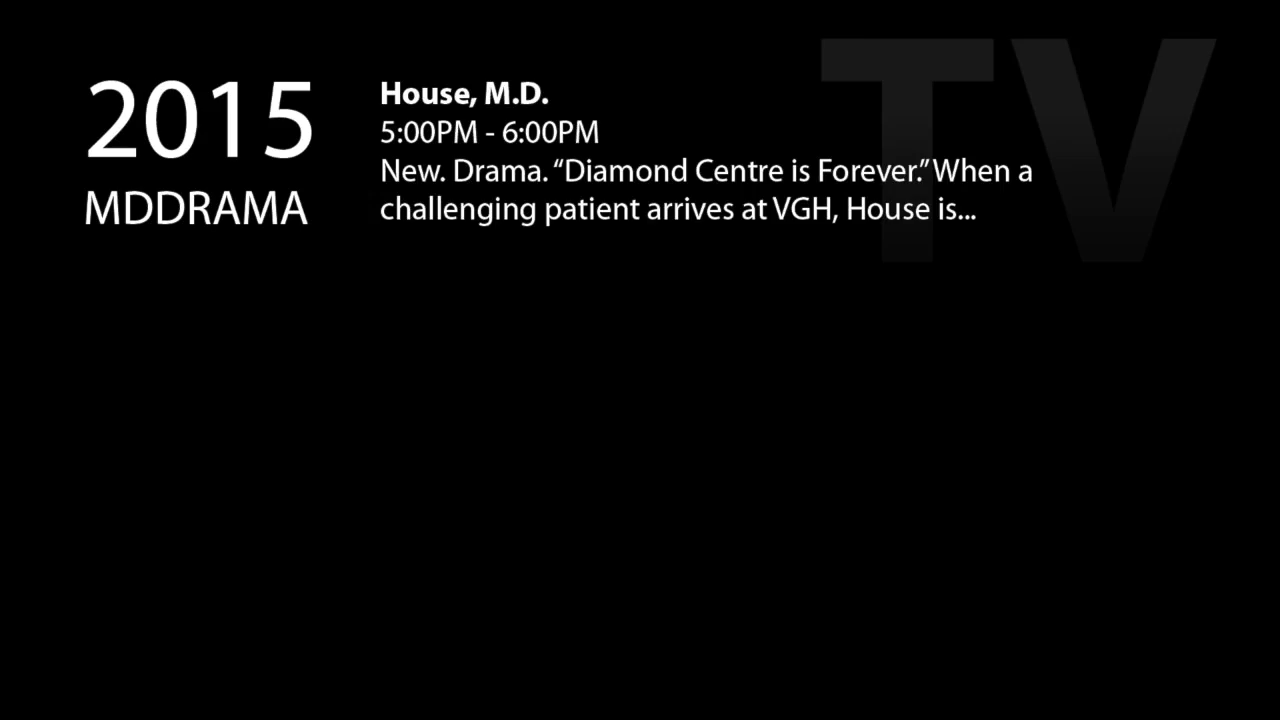 TV
2015
MDDRAMA
House, M.D.
5:00PM - 6:00PM
New. Drama. “Diamond Centre is Forever.” When a
challenging patient arrives at VGH, House is...